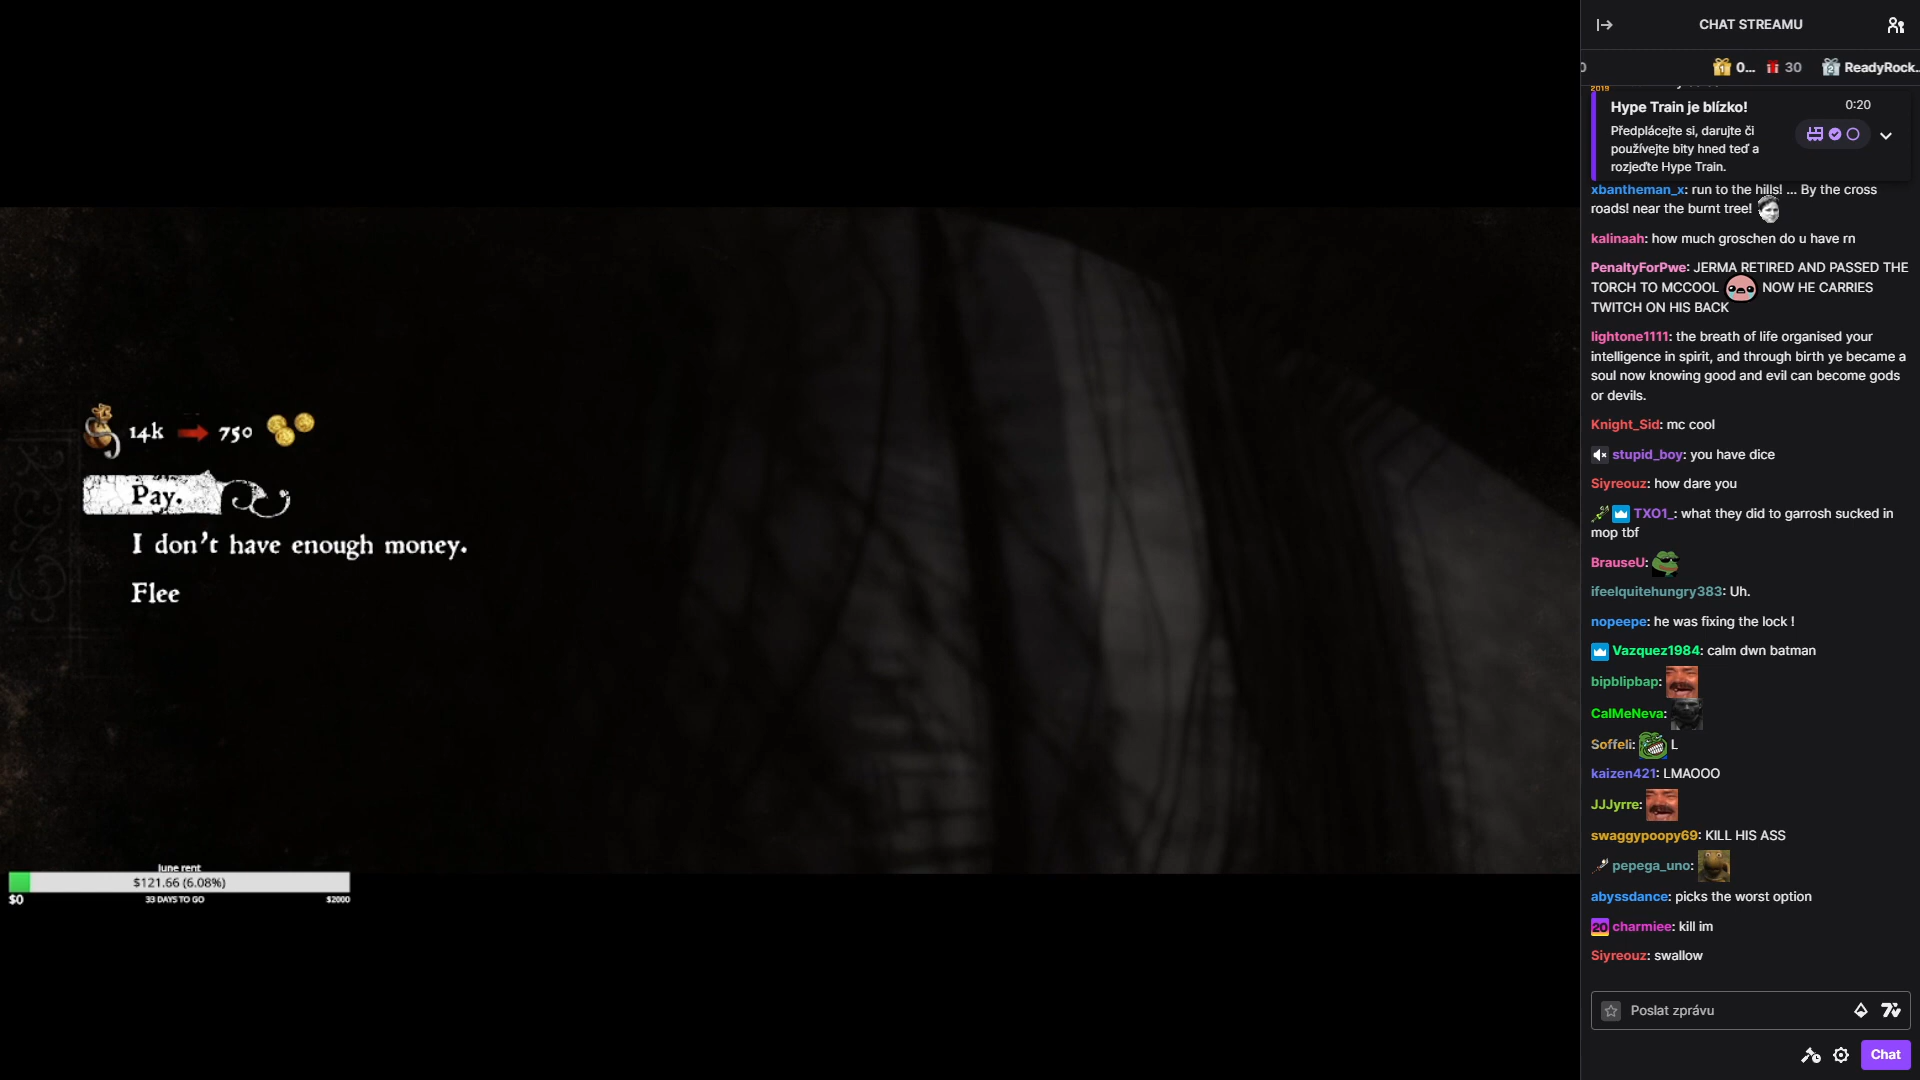 14k 750
Pay.
I don't have enough money.
Flee
June rent
$121.66 (6.08%)
$0 33 DAYS TO GO $2000
CHAT STREAMU
0... 30 ReadyRock..
2019
Hype Train je blízko! 0:20
Předplácejte si, darujte či
používejte bity hned teď a
rozjeďte Hype Train.
xbantheman_x: run to the hills! ... By the cross
roads! near the burnt tree!
kalinaah: how much groschen do u have rn
PenaltyForPwe: JERMA RETIRED AND PASSED THE
TORCH TO MCCOOL NOW HE CARRIES
TWITCH ON HIS BACK
lightone1111: the breath of life organised your
intelligence in spirit, and through birth ye became a
soul now knowing good and evil can become gods
or devils.
Knight_Sid: mc cool
stupid_boy: you have dice
Siyreouz: how dare you
TXO1_: what they did to garrosh sucked in
mop tbf
BrauseU:
ifeelquitehungry383: Uh.
nopeepe: he was fixing the lock !
Vazquez1984: calm dwn batman
bipblipbap:
CalMeNeva:
Soffeli: L
kaizen421: LMAOOO
JJJyrre:
swaggypoopy69: KILL HIS ASS
pepega_uno:
abyssdance: picks the worst option
20 charmiee: kill im
Siyreouz: swallow
Poslat zprávu
Chat